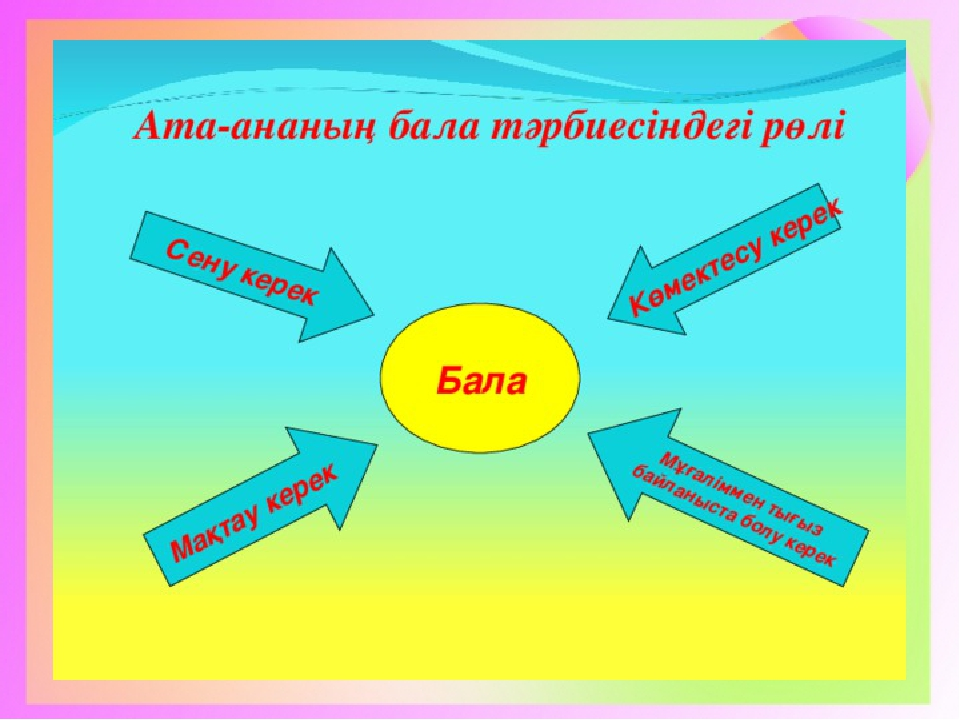 Ата-ананың бала тәрбиесіндегі рөлі
Сену керек
Көмектесу керек
Бала
Мақтау керек
Мұғаліммен тығыз
байланыста болу керек